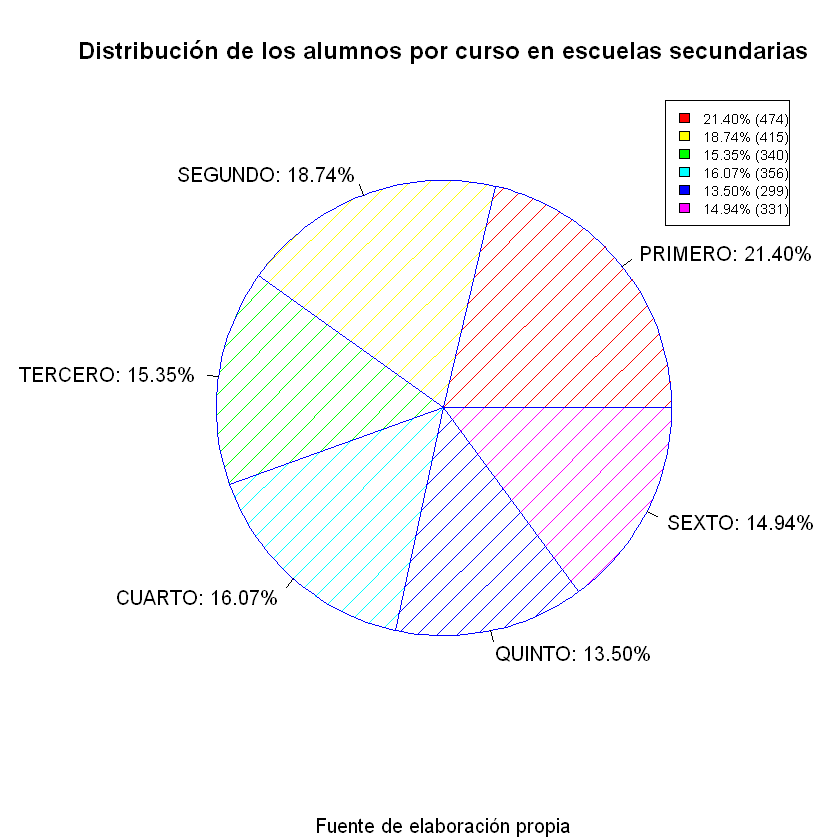 Distribución de los alumnos por curso en escuelas secundarias
21.40% (474)
18.74% (415)
15.35% (340)
16.07% (356)
13.50% (299)
14.94% (331)
SEGUNDO: 18.74%
PRIMERO: 21.40%
TERCERO: 15.35%
SEXTO: 14.94%
CUARTO: 16.07%
QUINTO: 13.50%
Fuente de elaboración propia